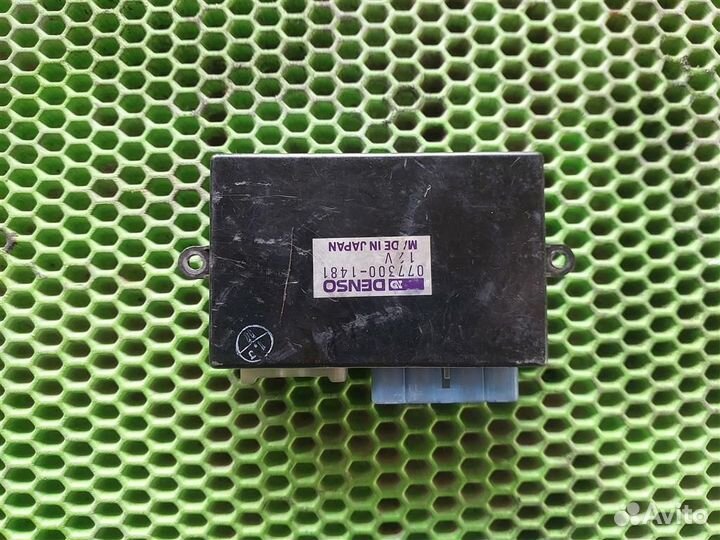 DENSO
077300-1481
12V
MADE IN JAPAN
Avito